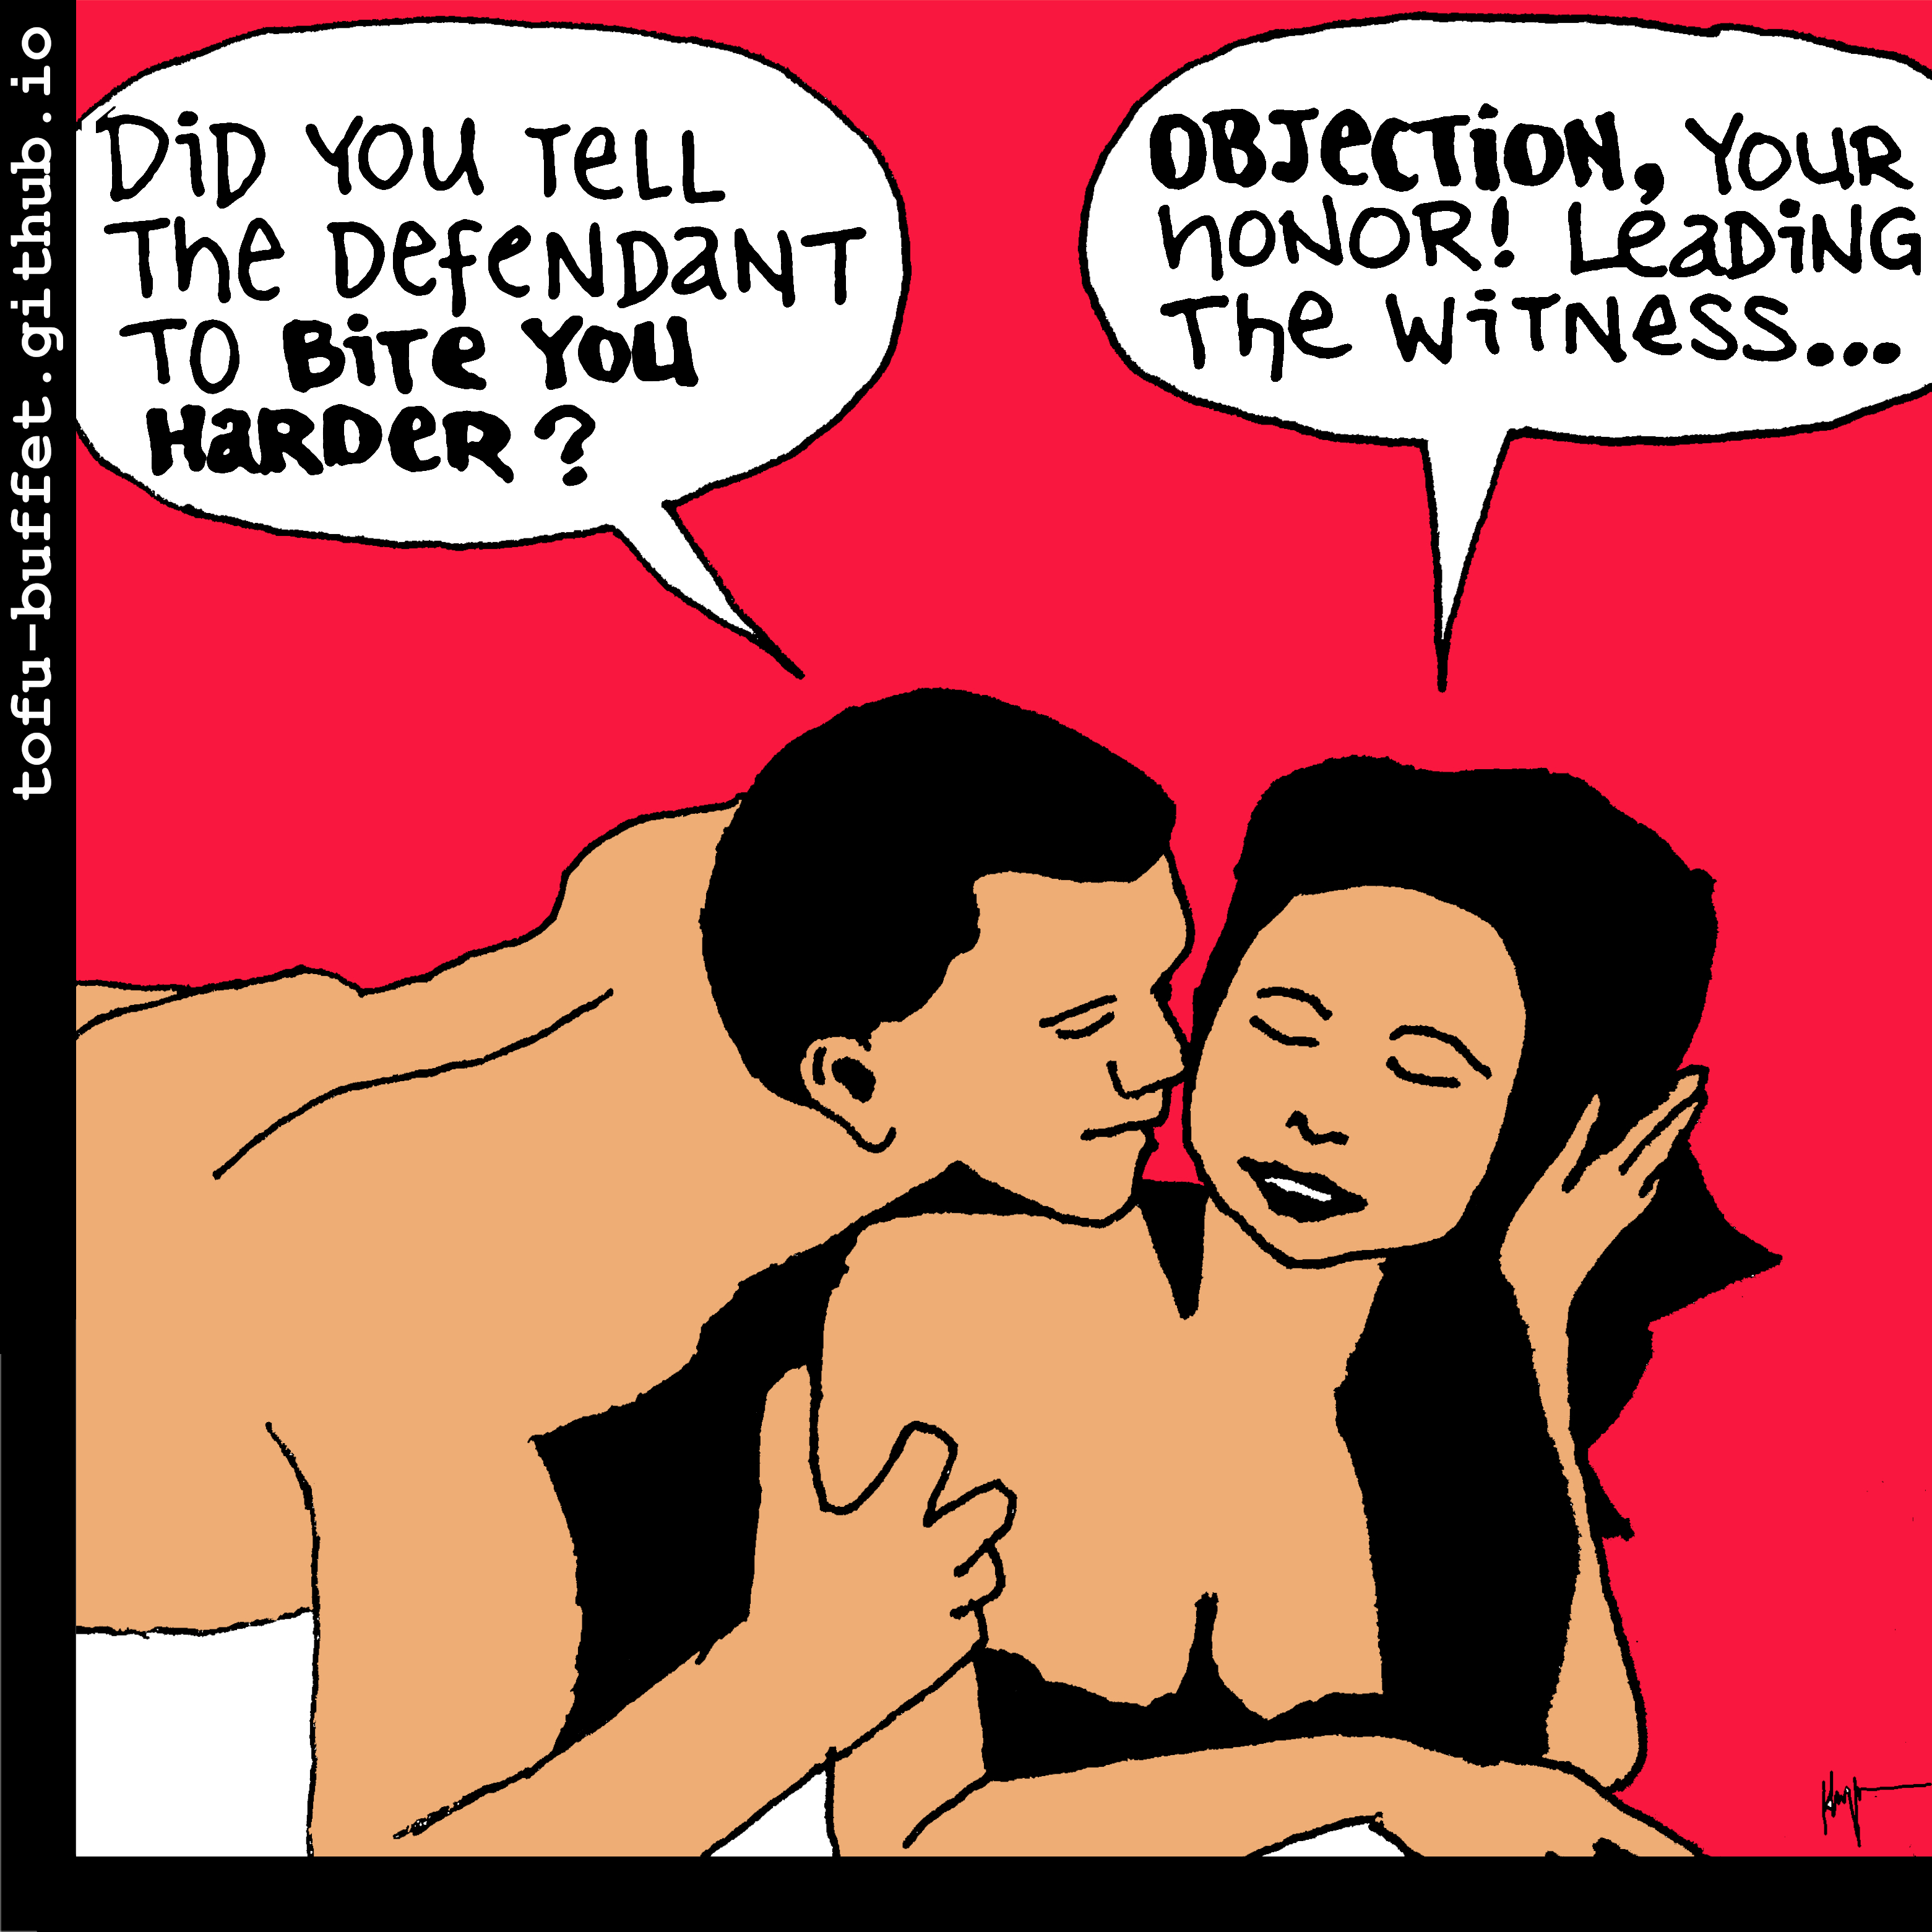 tofu-buffet.github.io
DiD YOU TeLL
The DefeNDaNT
TO BiTe YOU
HaRDeR?
OBJecTiON, YOUR
HONOR! LeaDiNG
The WiTNess...